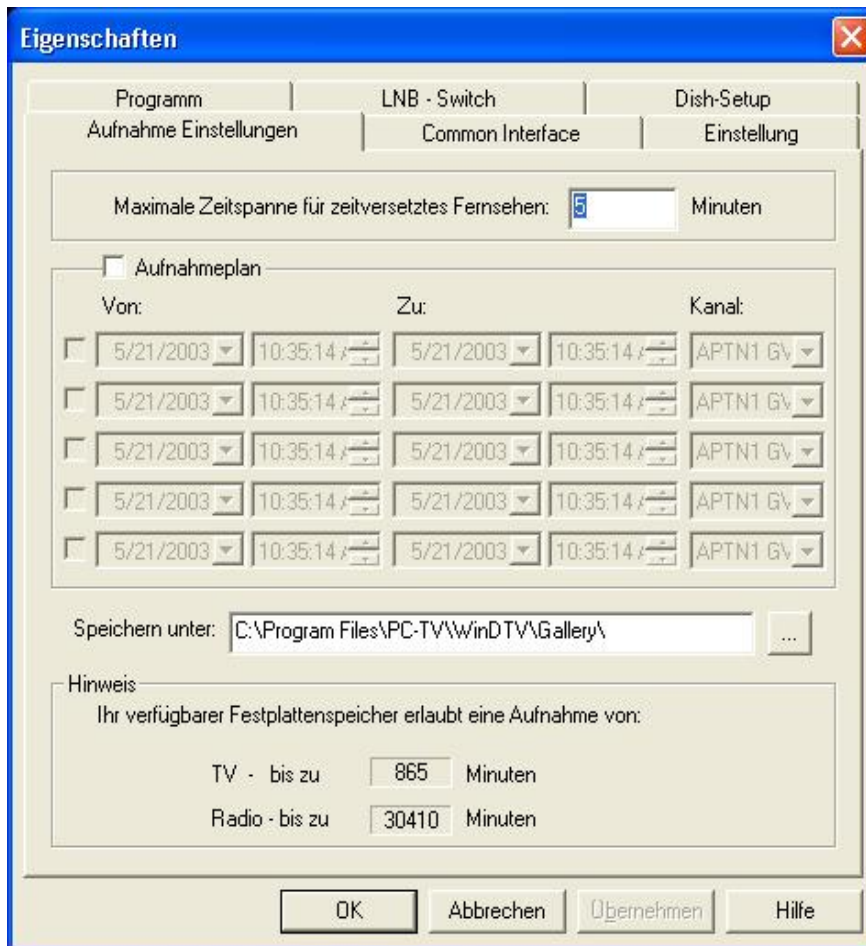 Eigenschaften
Programm LNB - Switch Dish-Setup
Aufnahme Einstellungen Common Interface Einstellung
Maximale Zeitspanne für zeitversetztes Fernsehen: 5 Minuten
Aufnahmeplan
Von: Zu: Kanal:
5/21/2003 10:35:14 5/21/2003 10:35:14 APTN1 GV
5/21/2003 10:35:14 5/21/2003 10:35:14 APTN1 GV
5/21/2003 10:35:14 5/21/2003 10:35:14 APTN1 GV
5/21/2003 10:35:14 5/21/2003 10:35:14 APTN1 GV
5/21/2003 10:35:14 5/21/2003 10:35:14 APTN1 GV
Speichern unter: C:\Program Files\PC-TV\WinDTV\Gallery\ ...
Hinweis
Ihr verfügbarer Festplattenspeicher erlaubt eine Aufnahme von:
TV - bis zu 865 Minuten
Radio - bis zu 30410 Minuten
OK Abbrechen Übernehmen Hilfe